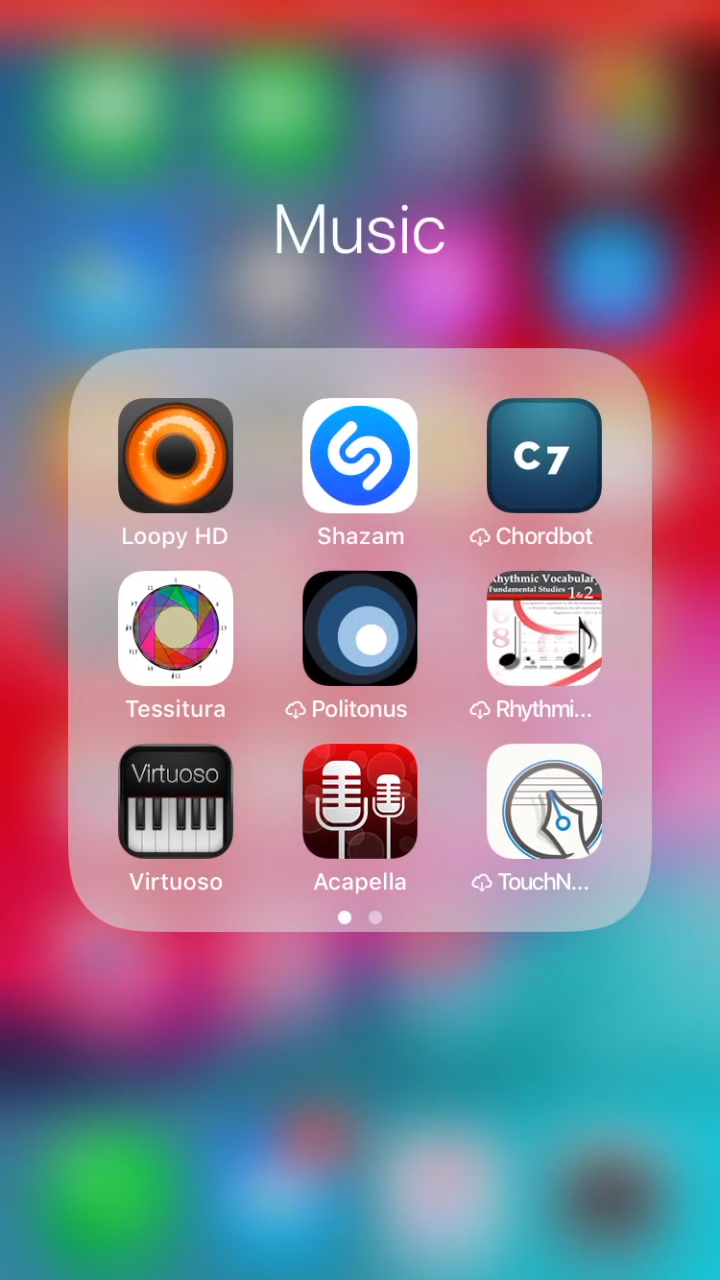 Music
C7
Loopy HD
Shazam
Chordbot
Rhythmic Vocabulary
Fundamental Studies 1&2
Tessitura
Politonus
Rhythmi...
Virtuoso
Virtuoso
Acapella
TouchN...